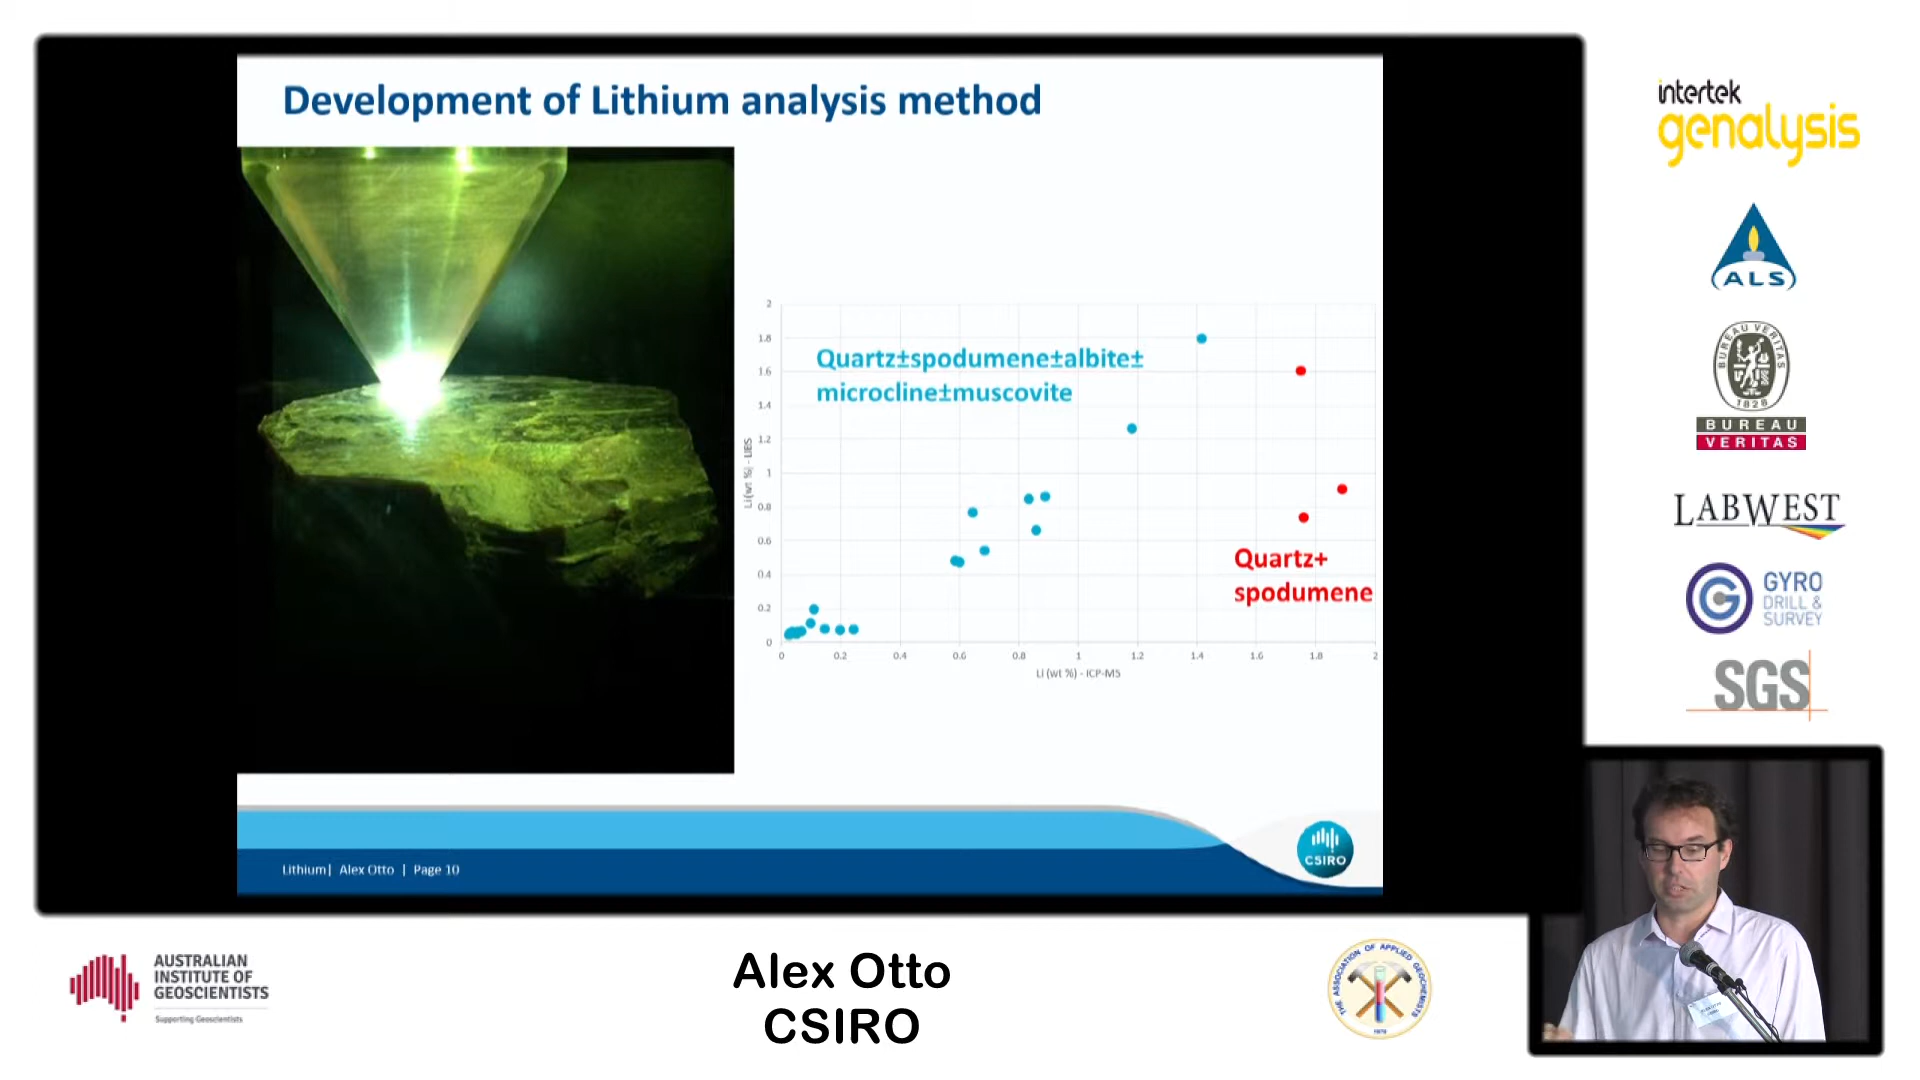 Development of Lithium analysis method
Quartz±spodumene±albite±
microcline±muscovite
Quartz+
spodumene
2
1.8
1.6
1.4
1.2
1
0.8
0.6
0.4
0.2
0
Li (wt %) - LIBS
0 0.2 0.4 0.6 0.8 1 1.2 1.4 1.6 1.8 2
Li (wt %) - ICP-MS
Lithium| Alex Otto | Page 10
CSIRO
intertek
genalysis
ALS
BUREAU VERITAS
1828
BUREAU
VERITAS
LABWEST
GYRO
DRILL &
SURVEY
SGS
AUSTRALIAN
INSTITUTE OF
GEOSCIENTISTS
Supporting Geoscientists
Alex Otto
CSIRO
THE ASSOCIATION OF APPLIED GEOCHEMISTS
1970